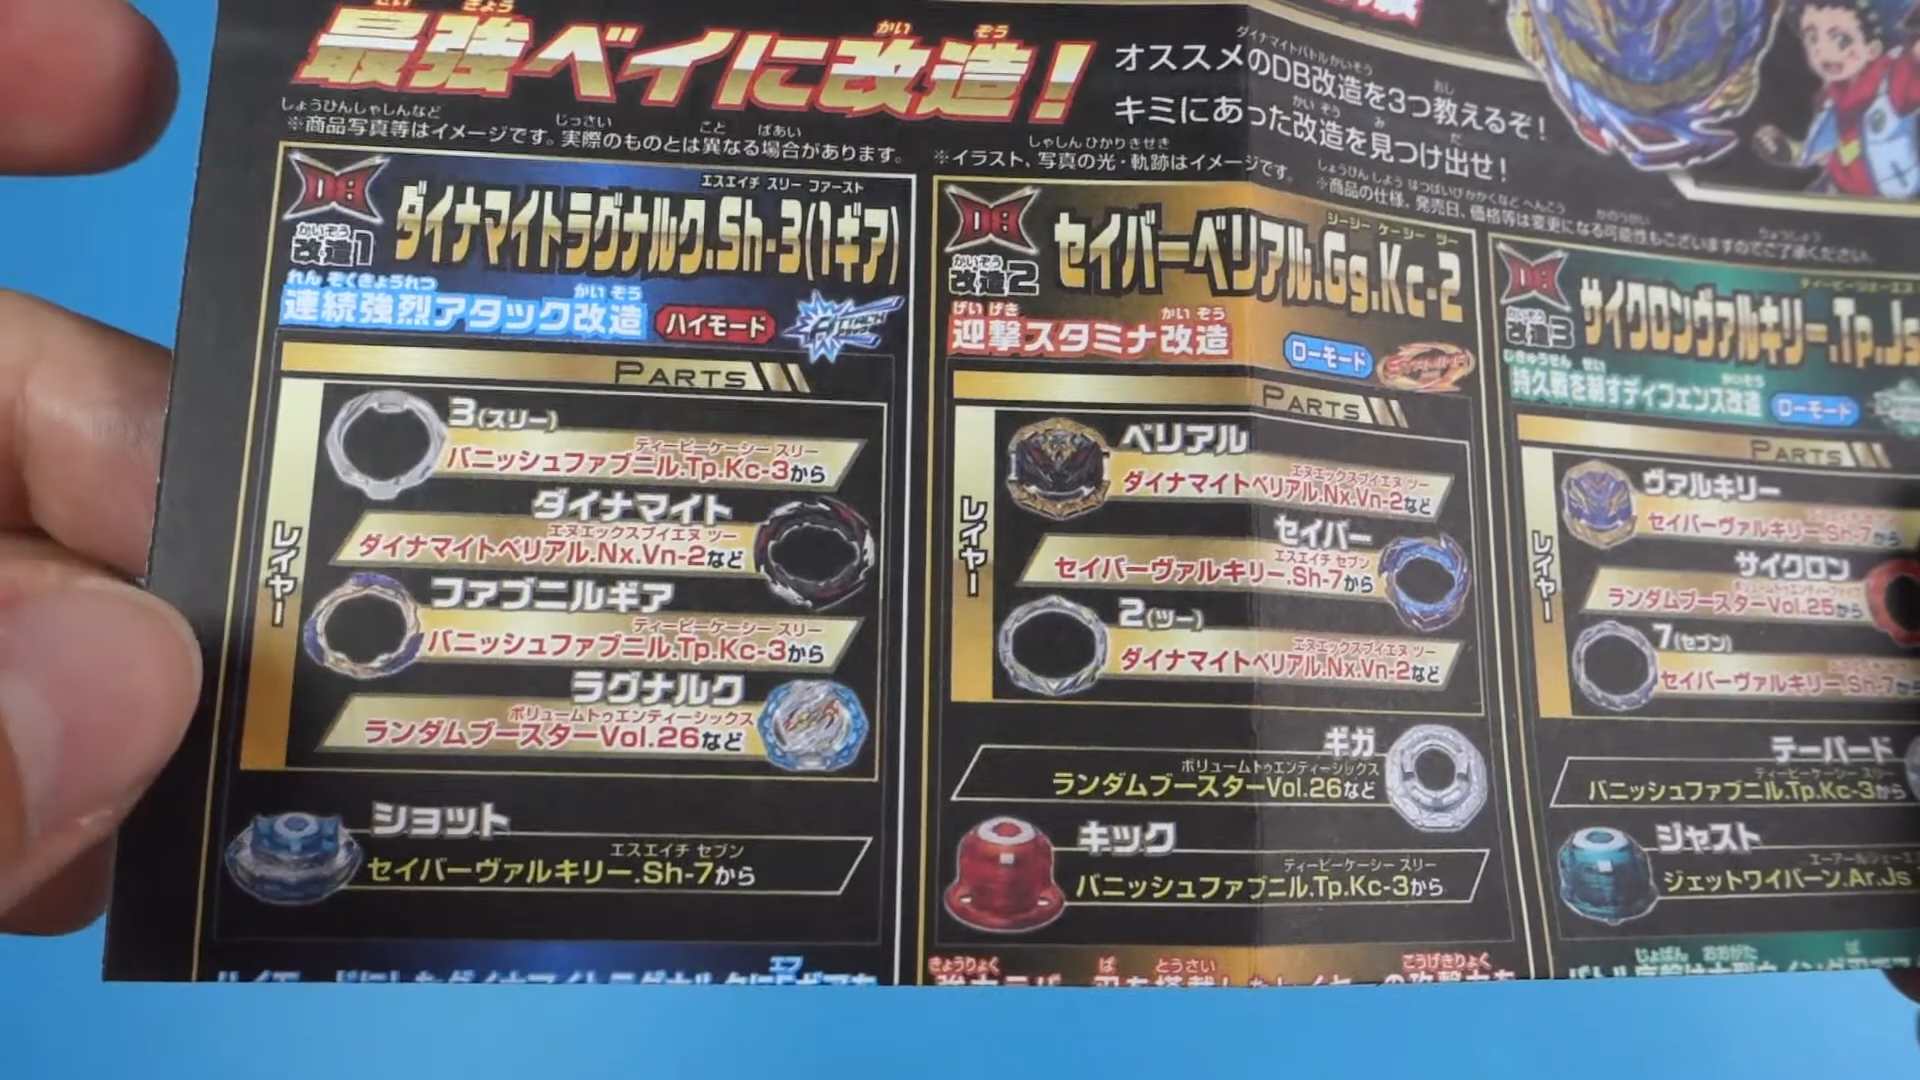 最強ベイに改造!
オススメのDB改造を3つ教えるぞ!
キミにあった改造を見つけ出せ!
※商品写真等はイメージです。実際のものとは異なる場合があります。
※イラスト、写真の光・軌跡はイメージです。
※商品の仕様、発売日、価格等は変更になる可能性もございますのでご了承ください。
DB
改造1
エスエイチ スリー ファースト
ダイナマイトラグナルク.Sh-3(1ギア)
連続強烈アタック改造
ハイモード
PARTS
レイヤー
3(スリー)
ティーピーケーシー スリー
バニッシュファブニル.Tp.Kc-3から
ダイナマイト
エヌエックスブイエヌ ツー
ダイナマイトベリアル.Nx.Vn-2など
ファブニルギア
ティーピーケーシー スリー
バニッシュファブニル.Tp.Kc-3から
ラグナルク
ボリュームトゥエンティーシックス
ランダムブースターVol.26など
ショット
エスエイチ セブン
セイバーヴァルキリー.Sh-7から
DB
改造2
ジージー ケーシー ツー
セイバーベリアル.Gg.Kc-2
迎撃スタミナ改造
ローモード
PARTS
レイヤー
ベリアル
エヌエックスブイエヌ ツー
ダイナマイトベリアル.Nx.Vn-2など
セイバー
エスエイチ セブン
セイバーヴァルキリー.Sh-7から
2(ツー)
エヌエックスブイエヌ ツー
ダイナマイトベリアル.Nx.Vn-2など
ギガ
ボリュームトゥエンティーシックス
ランダムブースターVol.26など
キック
ティーピーケーシー スリー
バニッシュファブニル.Tp.Kc-3から
DB
改造3
サイクロンヴァルキリー.Tp.Js
持久戦を制すディフェンス改造
ローモード
PARTS
レイヤー
ヴァルキリー
セイバーヴァルキリー.Sh-7から
サイクロン
ランダムブースターVol.25から
7(セブン)
セイバーヴァルキリー.Sh-7から
テーパード
ティーピーケーシー スリー
バニッシュファブニル.Tp.Kc-3から
ジャスト
ジェットワイバーン.Ar.Js